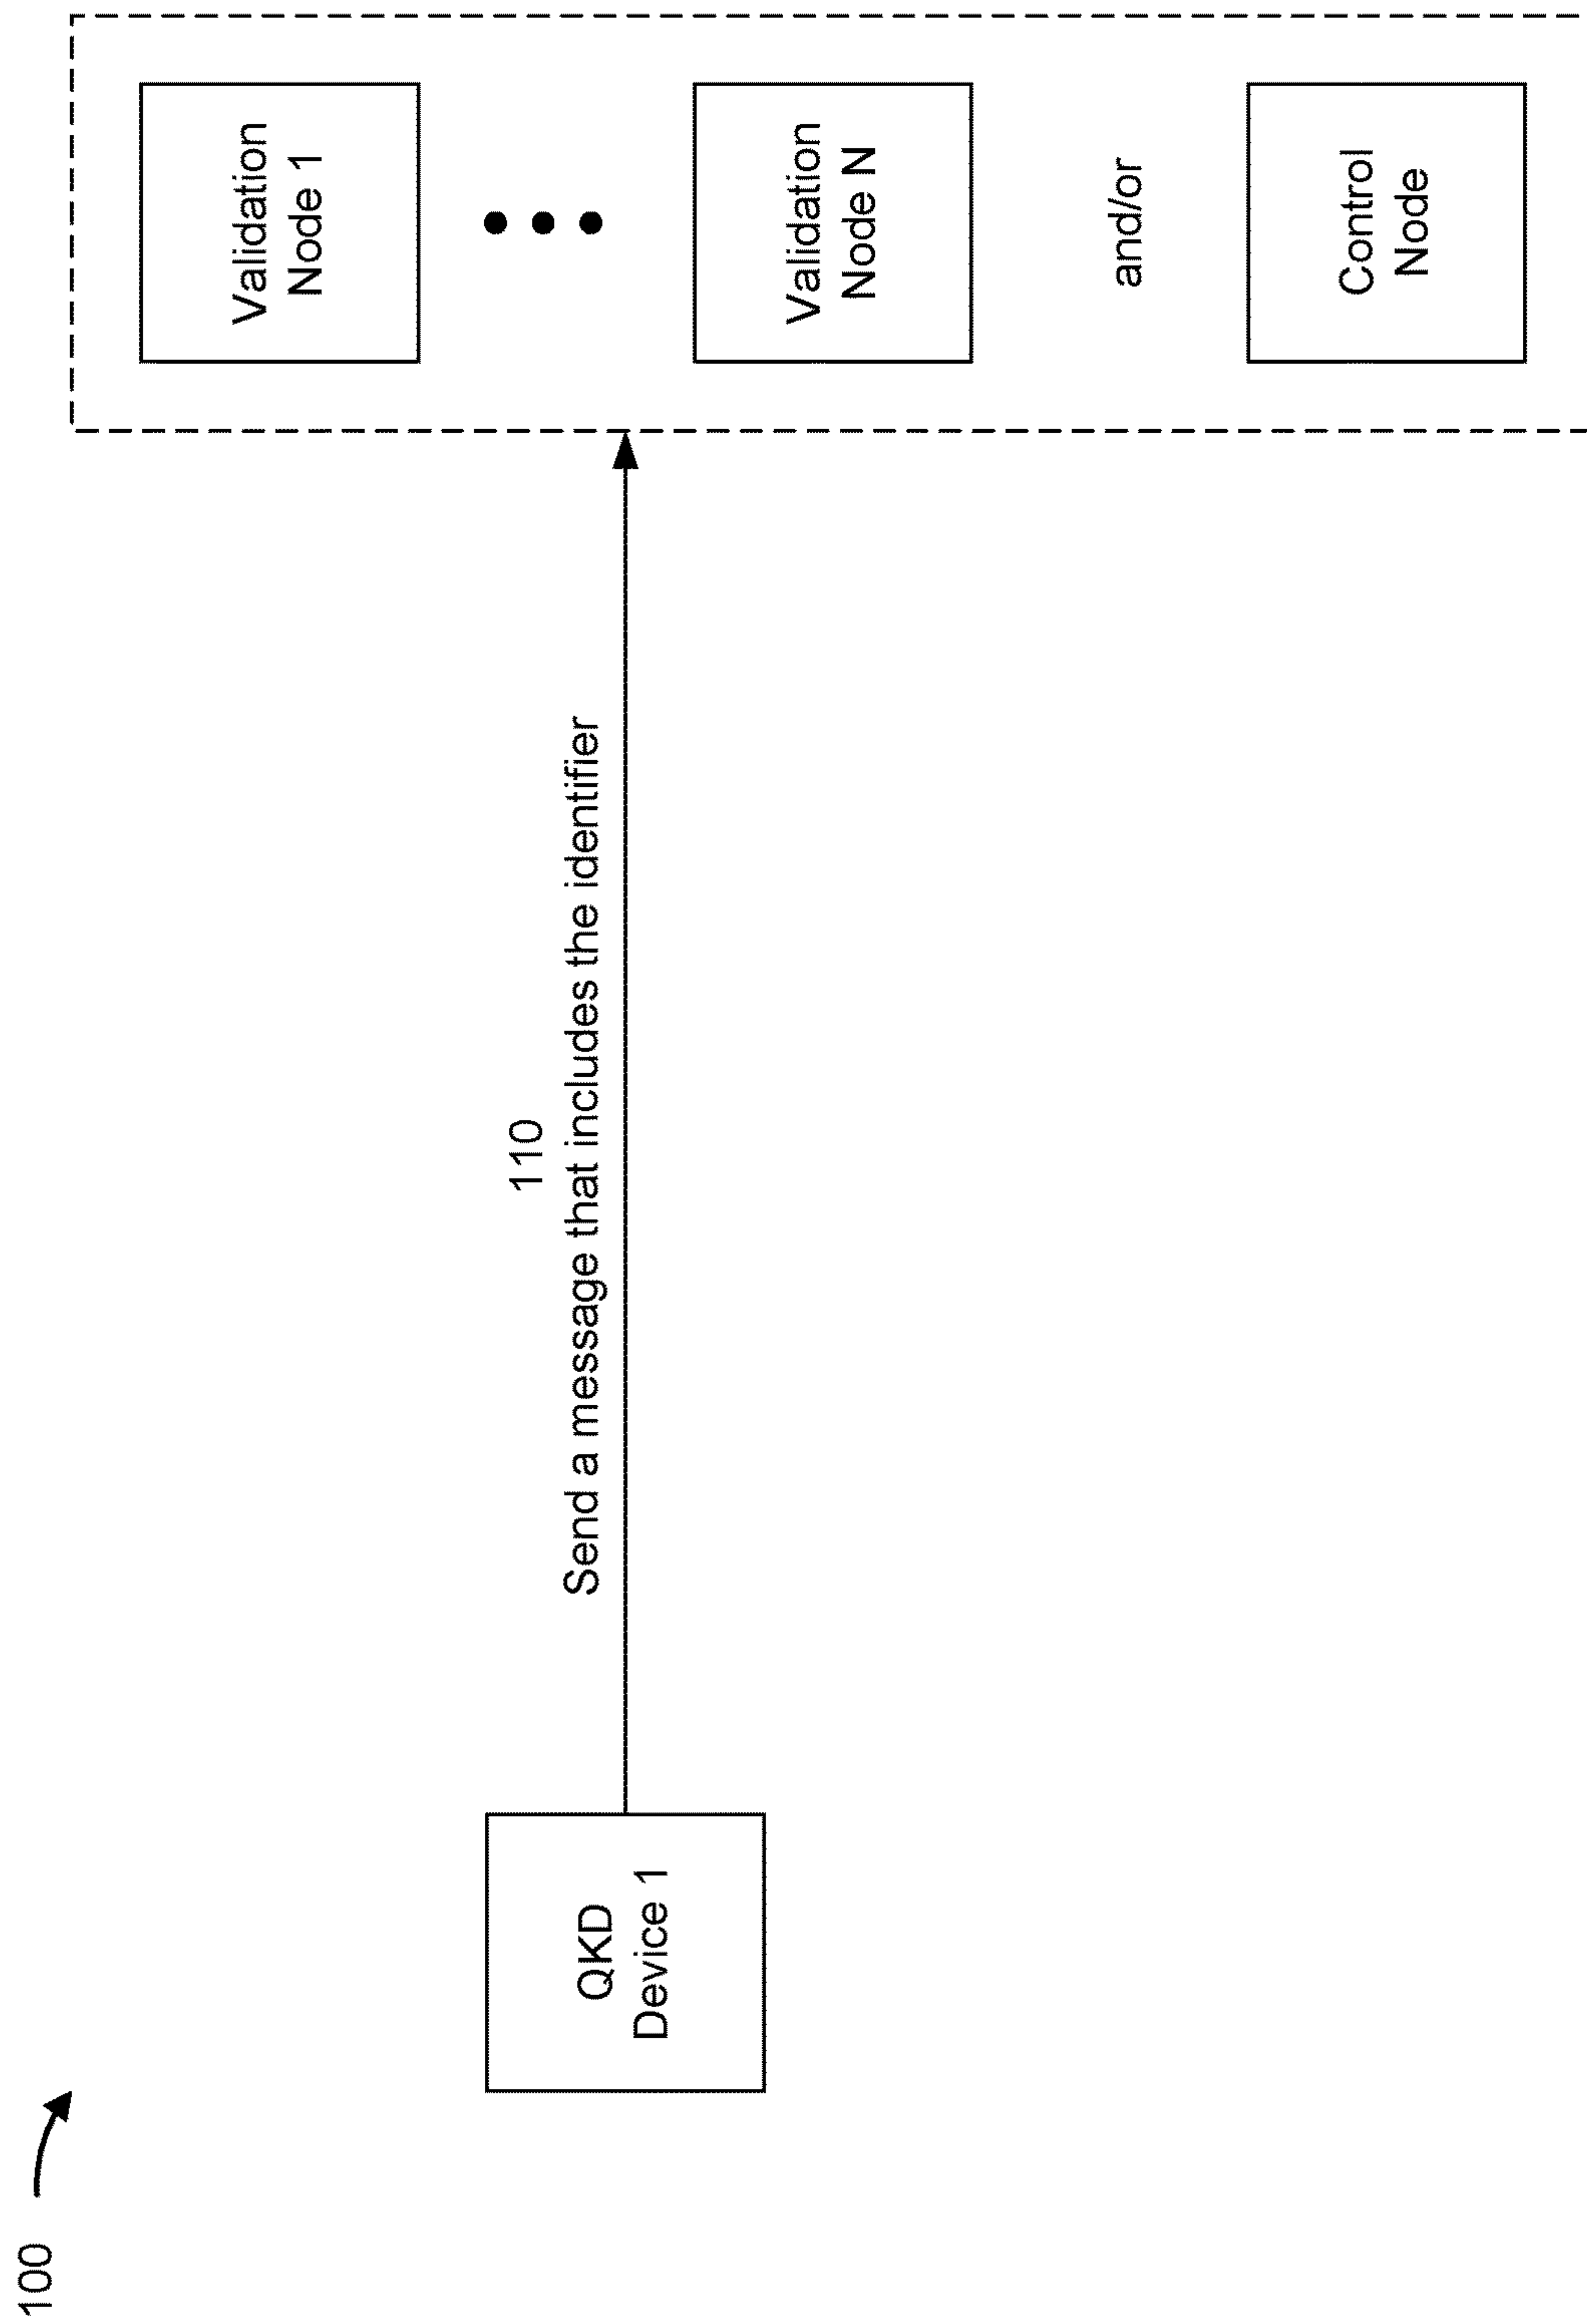 100
QKD
Device 1
110
Send a message that includes the identifier
Validation
Node 1
Validation
Node N
and/or
Control
Node